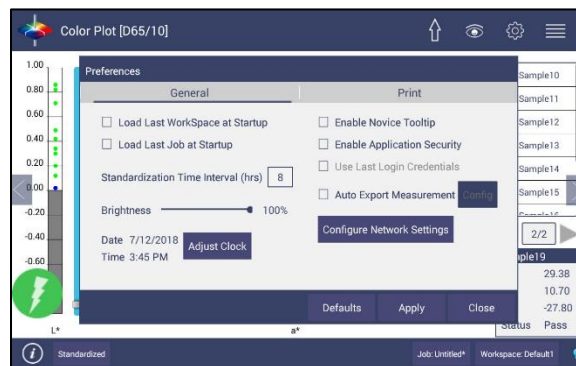 Color Plot [D65/10]
1.00
0.80
0.60
0.40
0.20
0.00
-0.20
-0.40
-0.60
L*
a*
Preferences
General
Print
Load Last WorkSpace at Startup
Load Last Job at Startup
Standardization Time Interval (hrs) 8
Brightness 100%
Date 7/12/2018
Time 3:45 PM
Adjust Clock
Enable Novice Tooltip
Enable Application Security
Use Last Login Credentials
Auto Export Measurement Config
Configure Network Settings
Defaults Apply Close
Sample10
Sample11
Sample12
Sample13
Sample14
Sample15
2/2
29.38
10.70
-27.80
Status Pass
Standardized
Job: Untitled* Workspace: Default1